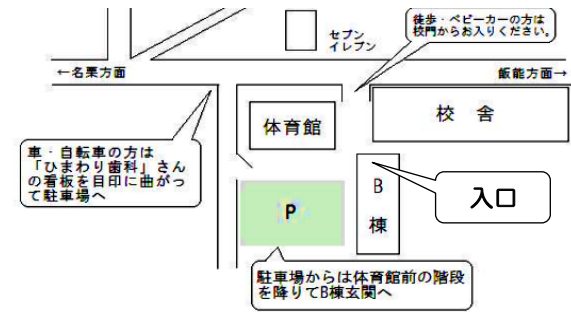 徒歩・ベビーカーの方は
校門からお入りください。
セブン
イレブン
←名栗方面
飯能方面→
体育館
校 舎
車・自転車の方は
「ひまわり歯科」さん
の看板を目印に曲がっ
て駐車場へ
B
棟
入口
P
駐車場からは体育館前の階段
を降りてB棟玄関へ